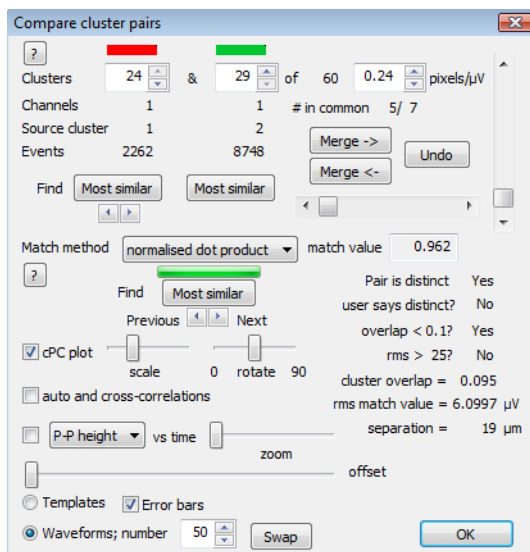 Compare cluster pairs
?
Clusters 24 & 29 of 60 0.24 pixels/µV
Channels 1 1 # in common 5/ 7
Source cluster 1 2
Events 2262 8748
Merge ->
Merge <-
Undo
Find Most similar Most similar
Match method normalised dot product match value 0.962
?
Find Most similar
Previous Next
cPC plot
scale 0 rotate 90
Pair is distinct Yes
user says distinct? No
overlap < 0.1? Yes
rms > 25? No
cluster overlap = 0.095
rms match value = 6.0997 µV
separation = 19 µm
auto and cross-correlations
P-P height vs time
zoom
offset
Templates Error bars
Waveforms; number 50 Swap OK